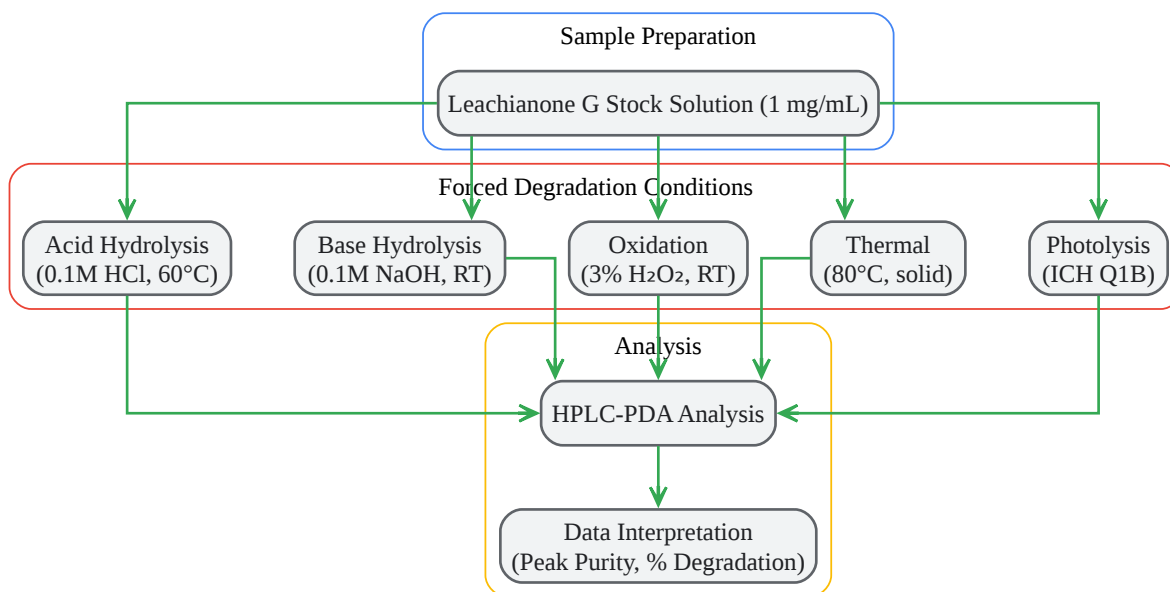 Sample Preparation
Leachianone G Stock Solution (1 mg/mL)
Forced Degradation Conditions
Acid Hydrolysis
(0.1M HCl, 60°C)
Base Hydrolysis
(0.1M NaOH, RT)
Oxidation
(3% H₂O₂, RT)
Thermal
(80°C, solid)
Photolysis
(ICH Q1B)
Analysis
HPLC-PDA Analysis
Data Interpretation
(Peak Purity, % Degradation)